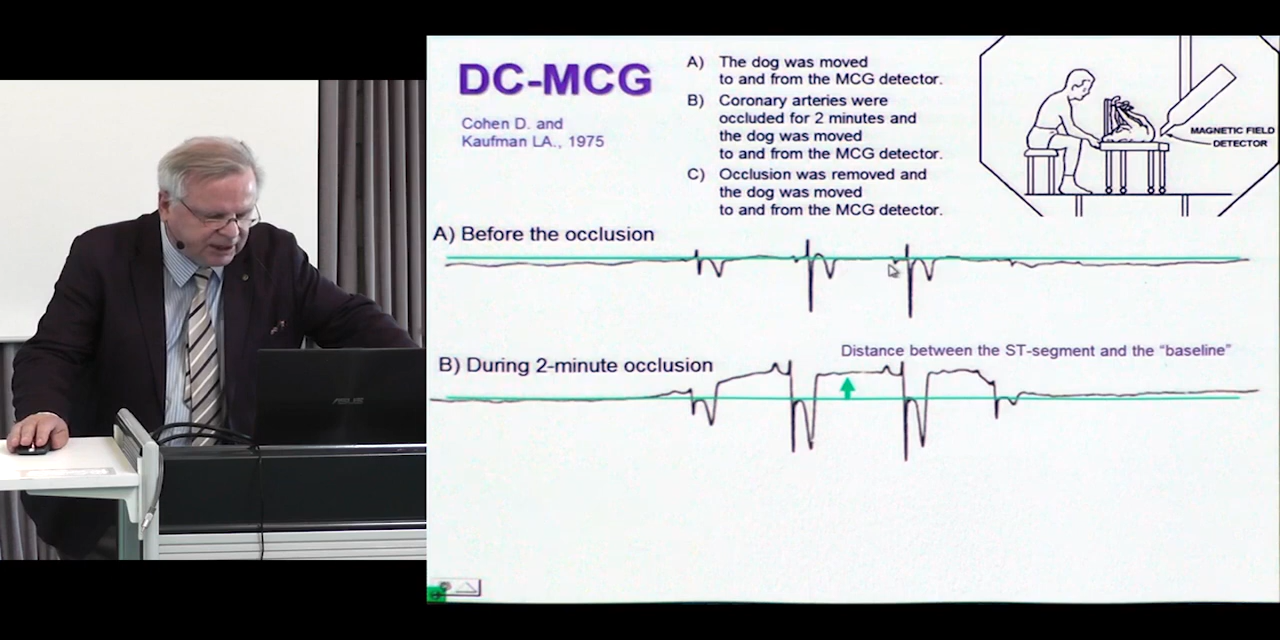 DC-MCG
Cohen D. and
Kaufman LA., 1975
A) The dog was moved
to and from the MCG detector.
B) Coronary arteries were
occluded for 2 minutes and
the dog was moved
to and from the MCG detector.
C) Occlusion was removed and
the dog was moved
to and from the MCG detector.
MAGNETIC FIELD
DETECTOR
A) Before the occlusion
Distance between the ST-segment and the “baseline”
B) During 2-minute occlusion
ASUS